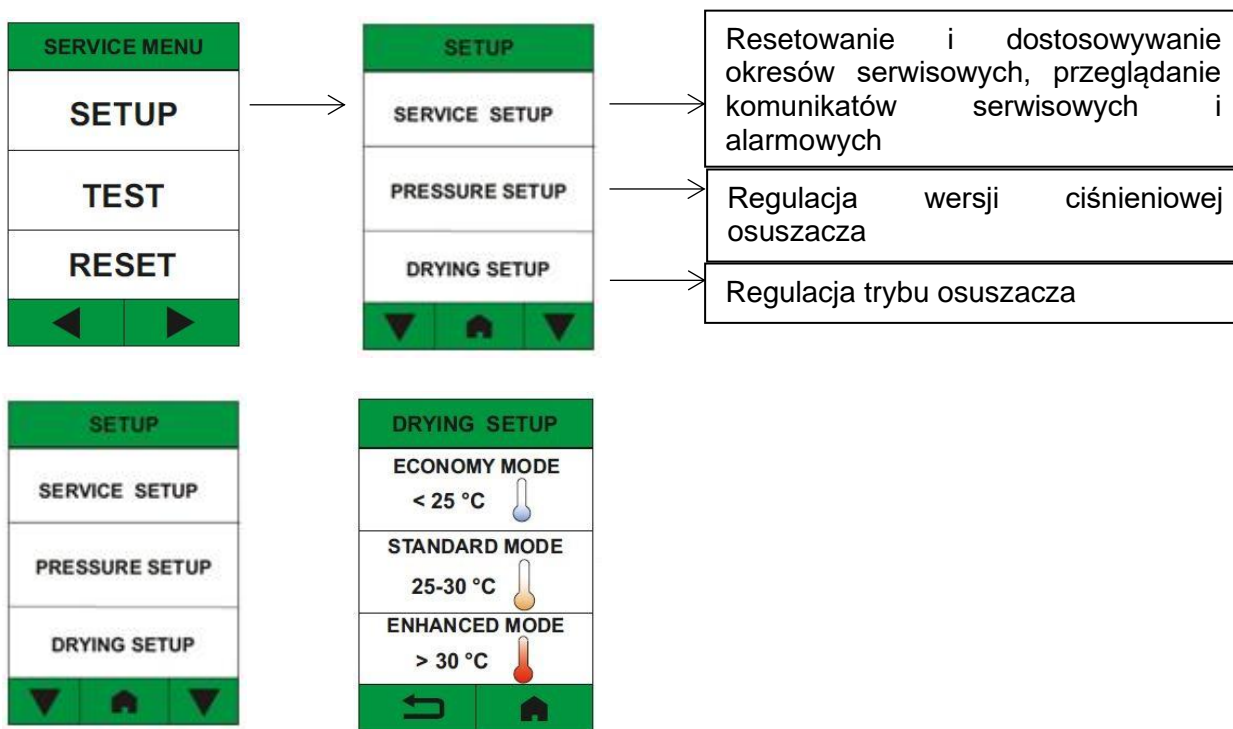 SERVICE MENU
SETUP
TEST
RESET
SETUP
SERVICE SETUP
PRESSURE SETUP
DRYING SETUP
Resetowanie i dostosowywanie
okresów serwisowych, przeglądanie
komunikatów serwisowych i
alarmowych
Regulacja wersji ciśnieniowej
osuszacza
Regulacja trybu osuszacza
SETUP
SERVICE SETUP
PRESSURE SETUP
DRYING SETUP
DRYING SETUP
ECONOMY MODE
< 25 °C
STANDARD MODE
25-30 °C
ENHANCED MODE
> 30 °C